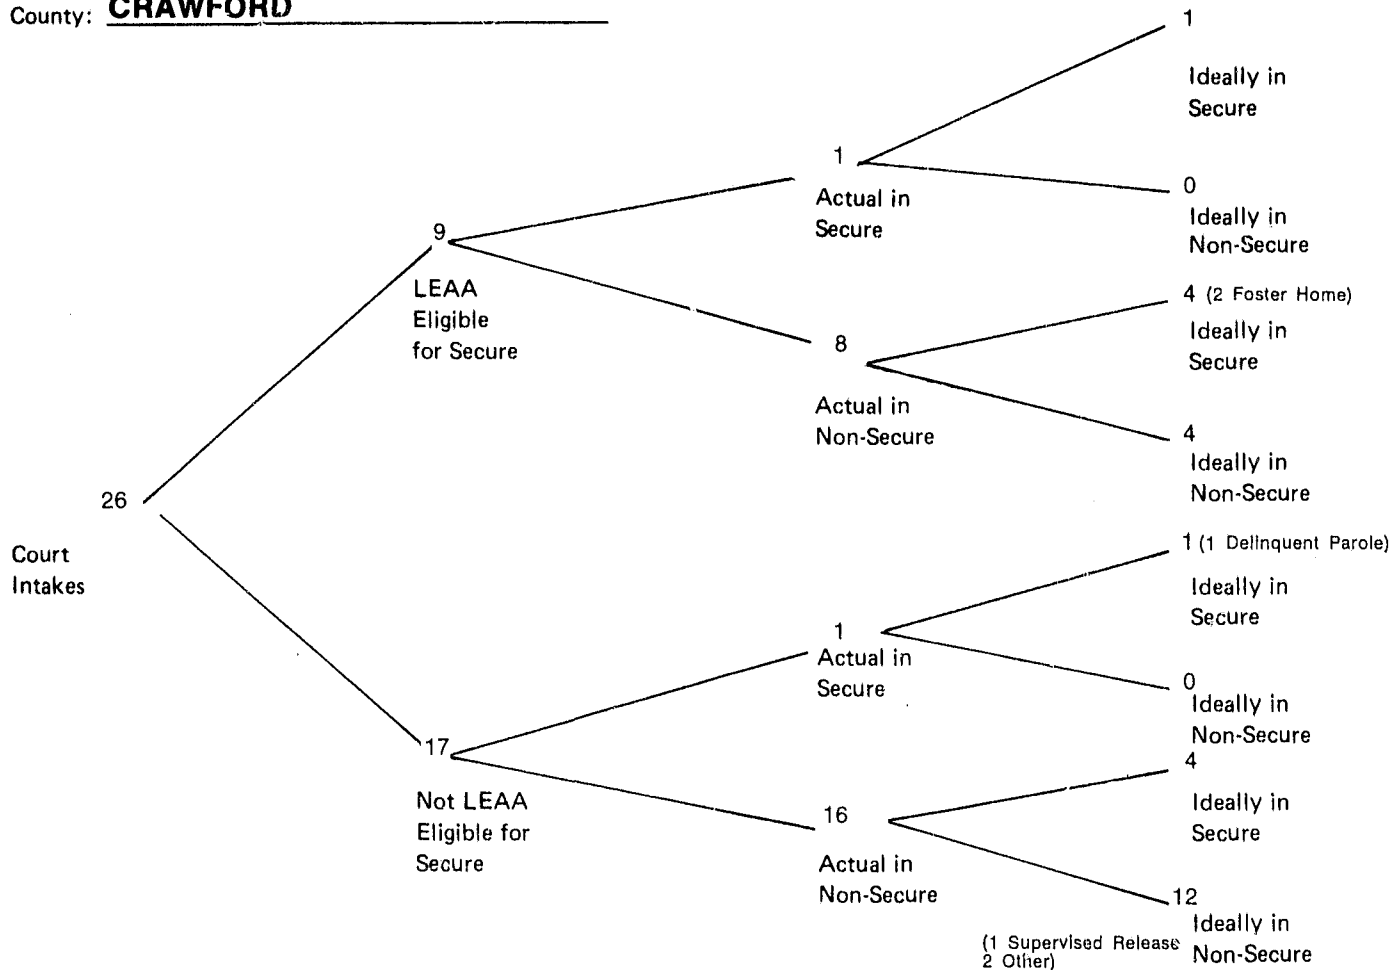 County: CRAWFORD
1
Ideally in
Secure
1
Actual in
Secure
0
Ideally in
Non-Secure
9
LEAA
Eligible
for Secure
4 (2 Foster Home)
Ideally in
Secure
8
Actual in
Non-Secure
4
Ideally in
Non-Secure
26
Court
Intakes
1 (1 Delinquent Parole)
Ideally in
Secure
1
Actual in
Secure
0
Ideally in
Non-Secure
17
Not LEAA
Eligible for
Secure
4
Ideally in
Secure
16
Actual in
Non-Secure
12
Ideally in
Non-Secure
(1 Supervised Release
2 Other)